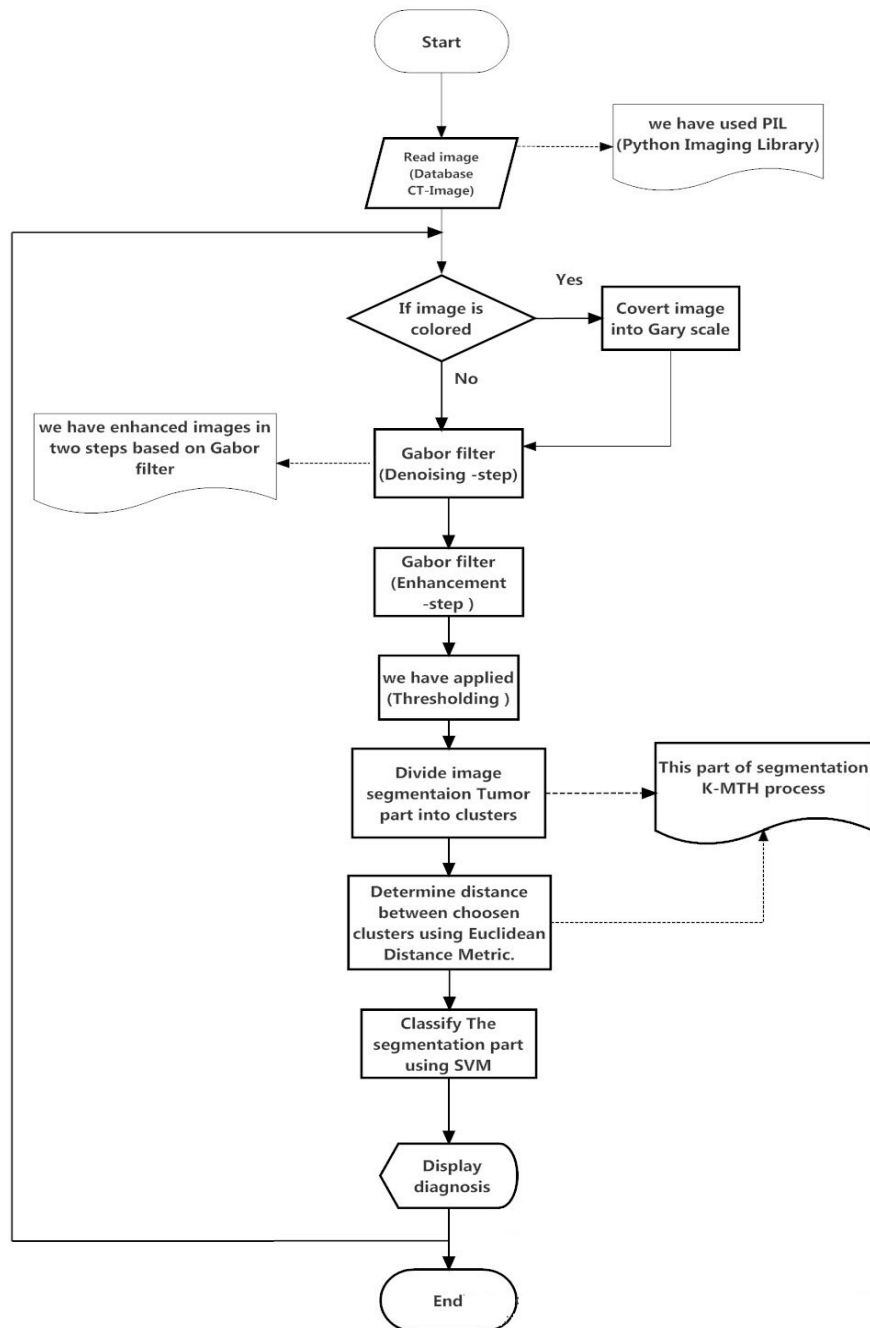 Start
we have used PIL
(Python Imaging Library)
Read image
(Database
CT-Image)
Yes
If image is
colored
Covert image
into Gary scale
No
we have enhanced images in
two steps based on Gabor
filter
Gabor filter
(Denoising -step)
Gabor filter
(Enhancement
-step )
we have applied
(Thresholding )
Divide image
segmentaion Tumor
part into clusters
This part of segmentation
K-MTH process
Determine distance
between choosen
clusters using Euclidean
Distance Metric.
Classify The
segmentation part
using SVM
Display
diagnosis
End